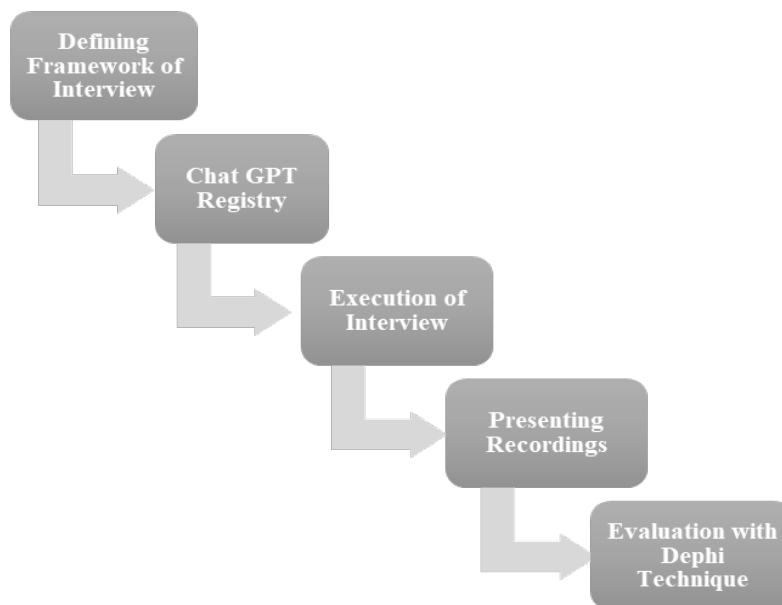 Defining
Framework of
Interview
Chat GPT
Registry
Execution of
Interview
Presenting
Recordings
Evaluation with
Dephi
Technique